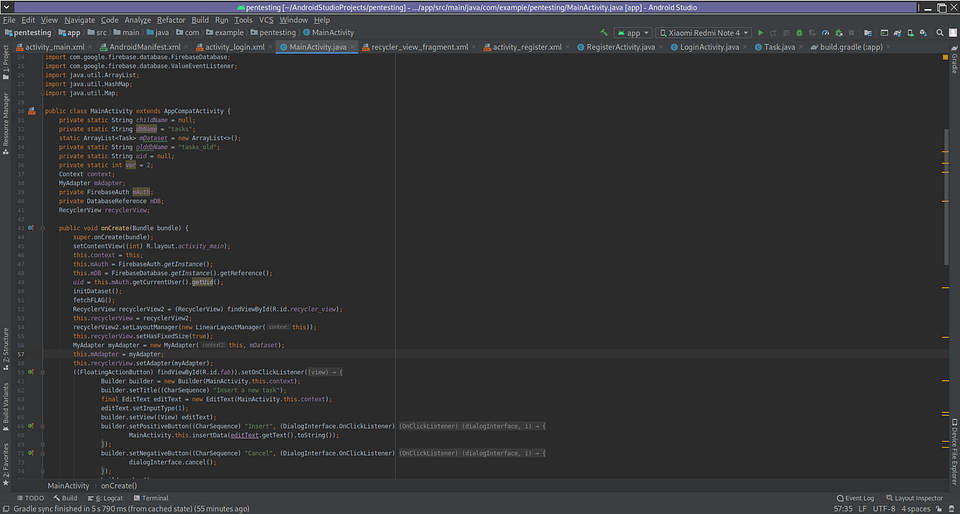 pentesting [~/AndroidStudioProjects/pentesting] - .../app/src/main/java/com/example/pentesting/MainActivity.java [app] - Android Studio
File Edit View Navigate Code Analyze Refactor Build Run Tools VCS Window Help
pentesting app src main java com example pentesting MainActivity app Xiaomi Redmi Note 4
activity_main.xml AndroidManifest.xml activity_login.xml MainActivity.java recycler_view_fragment.xml activity_register.xml RegisterActivity.java LoginActivity.java Task.java build.gradle (:app)
1: Project
Resource Manager
Z: Structure
Build Variants
2: Favorites
Gradle
Device File Explorer
24 import com.google.firebase.database.FirebaseDatabase;
25 import com.google.firebase.database.ValueEventListener;
26 import java.util.ArrayList;
27 import java.util.HashMap;
28 import java.util.Map;
29
30 public class MainActivity extends AppCompatActivity {
31 private static String childName = null;
32 private static String dbName = "tasks";
33 static ArrayList<Task> mDataset = new ArrayList<>();
34 private static String olddbName = "tasks_old";
35 private static String uid = null;
36 private static int ver = 2;
37 Context context;
38 MyAdapter mAdapter;
39 private FirebaseAuth mAuth;
40 private DatabaseReference mDB;
41 RecyclerView recyclerView;
42
43 public void onCreate(Bundle bundle) {
44 super.onCreate(bundle);
45 setContentView((int) R.layout.activity_main);
46 this.context = this;
47 this.mAuth = FirebaseAuth.getInstance();
48 this.mDB = FirebaseDatabase.getInstance().getReference();
49 uid = this.mAuth.getCurrentUser().getUid();
50 initDataset();
51 fetchFLAG();
52 RecyclerView recyclerView2 = (RecyclerView) findViewById(R.id.recycler_view);
53 this.recyclerView = recyclerView2;
54 recyclerView2.setLayoutManager(new LinearLayoutManager( context: this));
55 this.recyclerView.setHasFixedSize(true);
56 MyAdapter myAdapter = new MyAdapter( context2: this, mDataset);
57 this.mAdapter = myAdapter;
58 this.recyclerView.setAdapter(myAdapter);
59 ((FloatingActionButton) findViewById(R.id.fab)).setOnClickListener((view) → {
Builder builder = new Builder(MainActivity.this.context);
builder.setTitle((CharSequence) "Insert a new task");
final EditText editText = new EditText(MainActivity.this.context);
editText.setInputType(1);
builder.setView((View) editText);
builder.setPositiveButton((CharSequence) "Insert", (DialogInterface.OnClickListener) (OnClickListener) (dialogInterface, i) → {
MainActivity.this.insertData(editText.getText().toString());
});
builder.setNegativeButton((CharSequence) "Cancel", (DialogInterface.OnClickListener) (OnClickListener) (dialogInterface, i) → {
dialogInterface.cancel();
});
MainActivity onCreate()
TODO Build 6: Logcat Terminal Event Log Layout Inspector
Gradle sync finished in 5 s 790 ms (from cached state) (55 minutes ago) 57:35 LF UTF-8 4 spaces